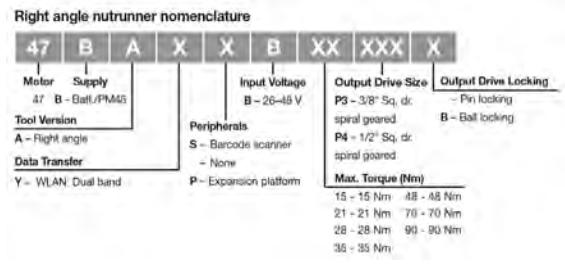 Right angle nutrunner nomenclature
47 B A X X B XX XXX X
Motor Supply Input Voltage Output Drive Size Output Drive Locking
47 B – Batt./PM46 B – 26–48 V P3 – 3/8" Sq. dr. – Pin locking
Tool Version Peripherals spiral geared B – Ball locking
A – Right angle S – Barcode scanner P4 – 1/2" Sq. dr.
Data Transfer – None spiral geared
Y – WLAN Dual band P – Expansion platform Max. Torque (Nm)
15 – 15 Nm 48 – 48 Nm
21 – 21 Nm 70 – 70 Nm
28 – 28 Nm 90 – 90 Nm
35 – 35 Nm